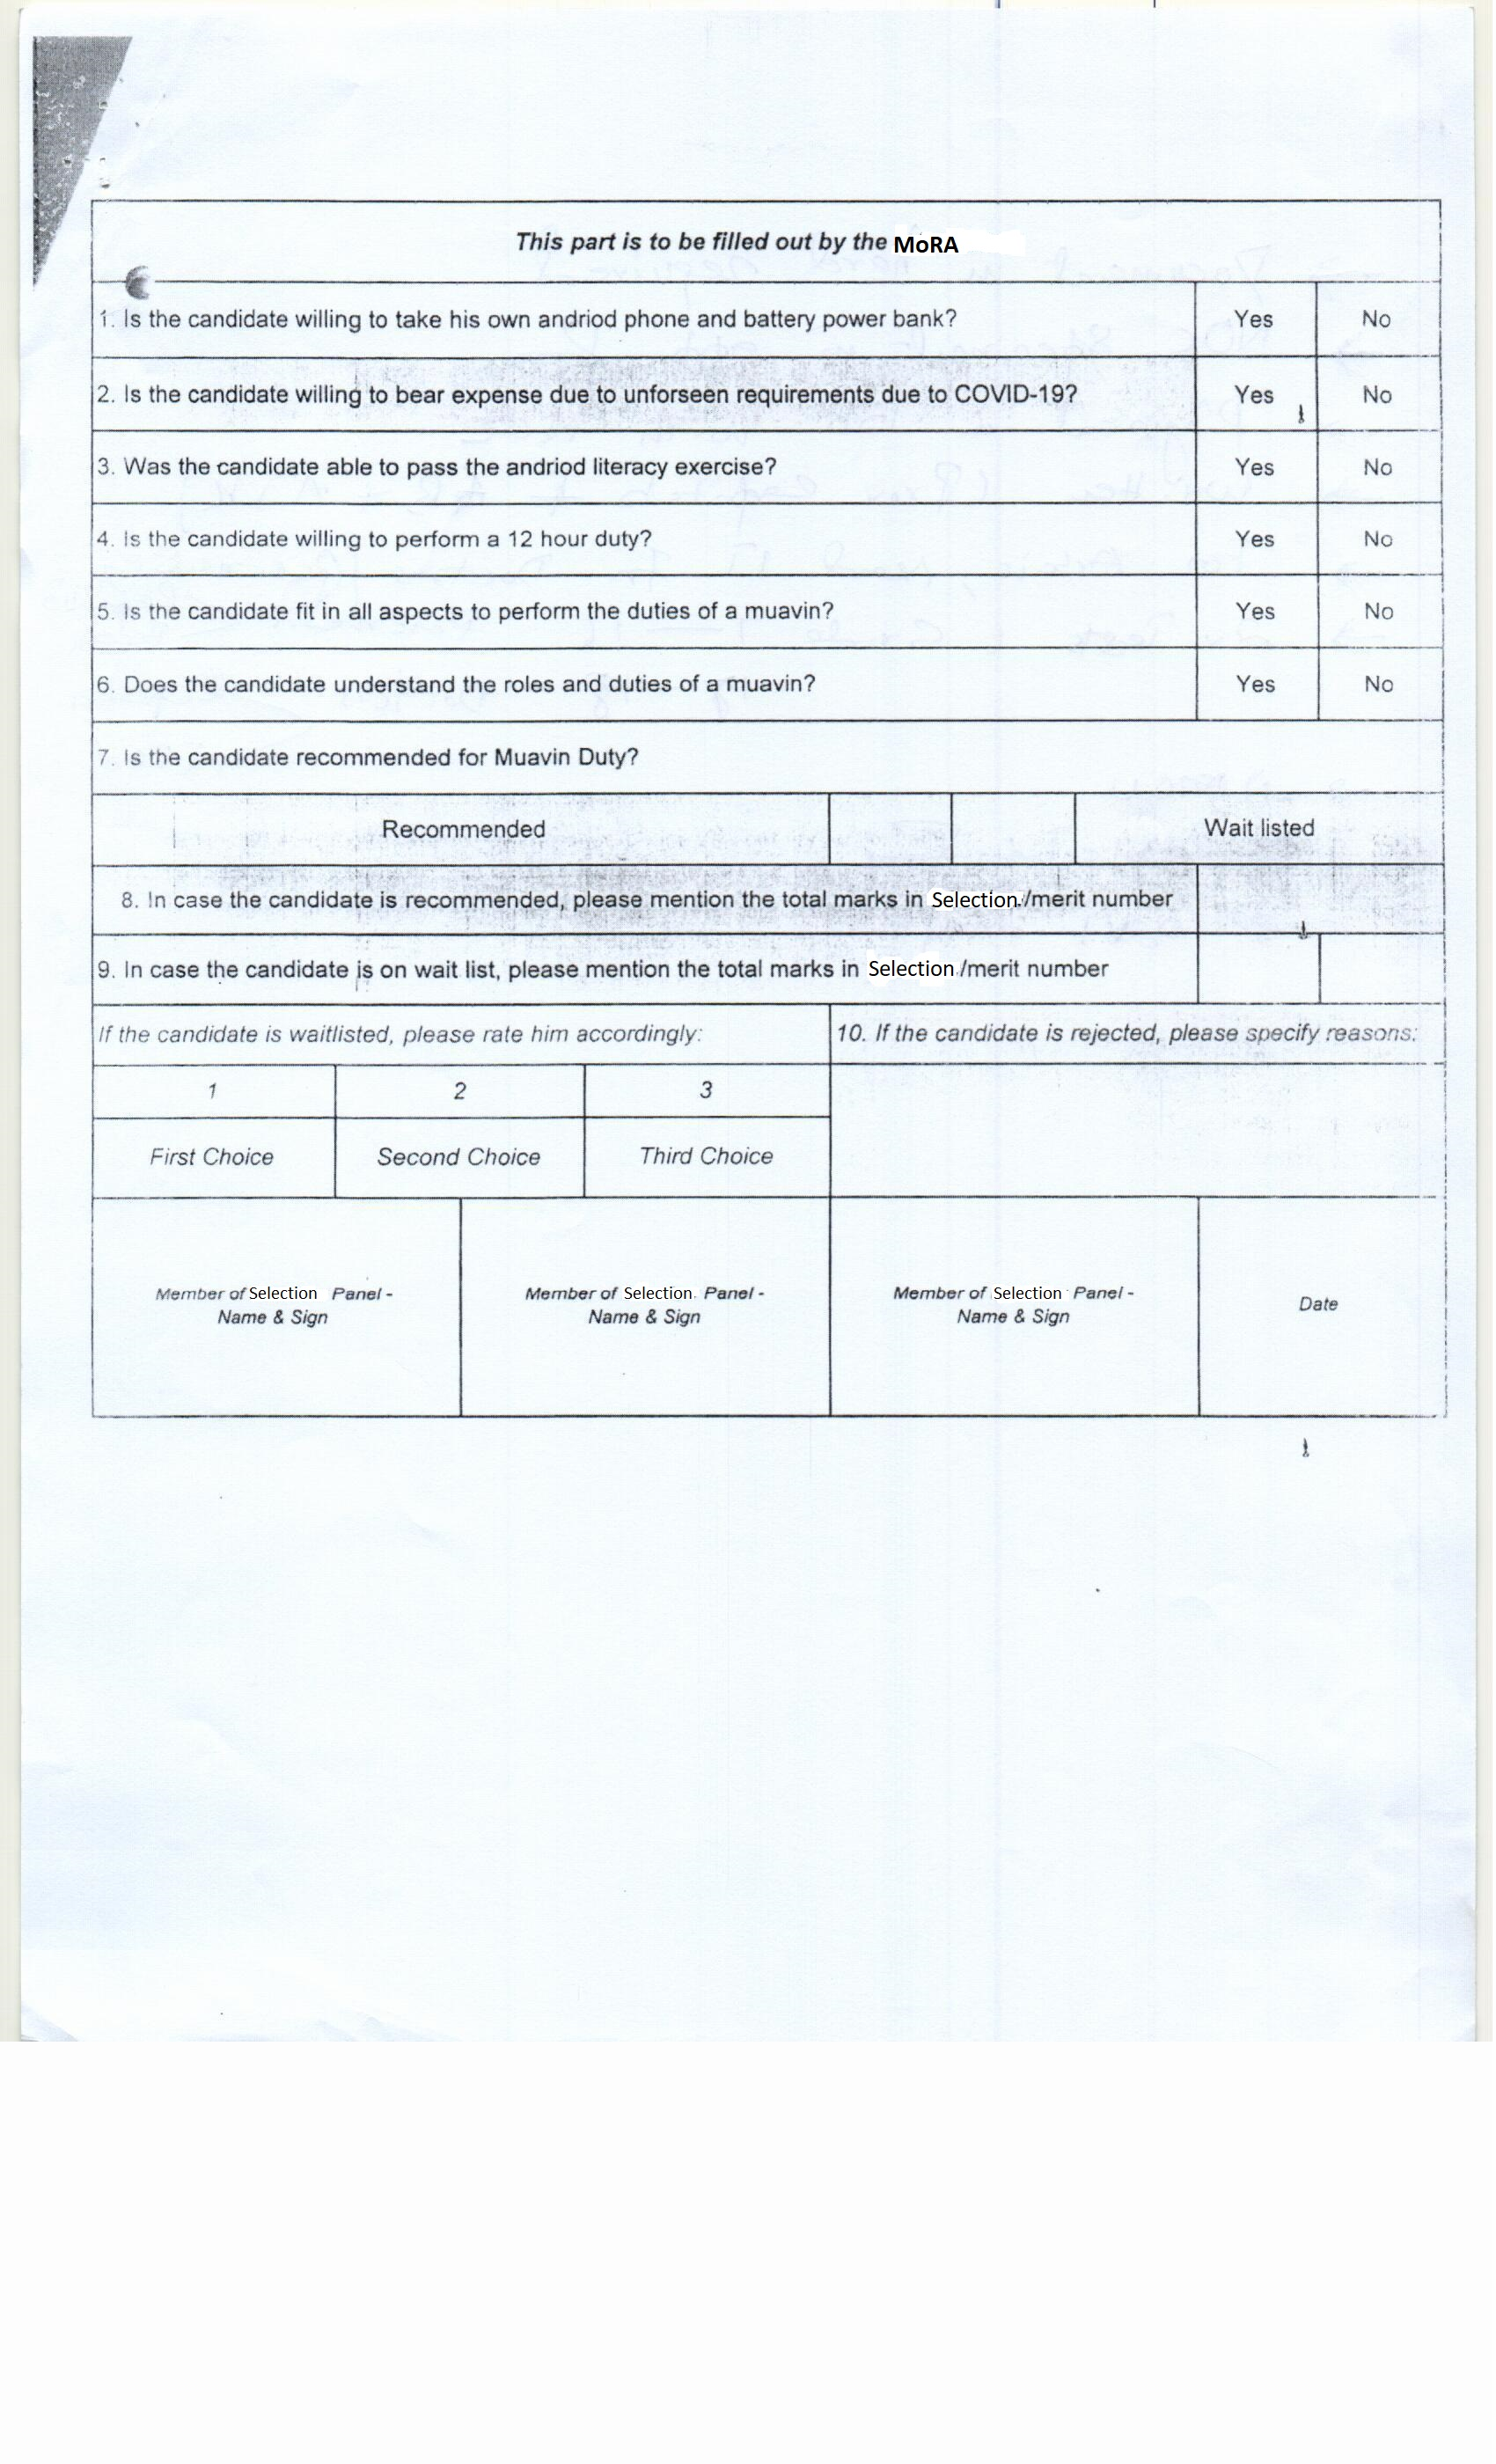 This part is to be filled out by the MoRA
1. Is the candidate willing to take his own andriod phone and battery power bank? Yes No
2. Is the candidate willing to bear expense due to unforseen requirements due to COVID-19? Yes No
3. Was the candidate able to pass the andriod literacy exercise? Yes No
4. Is the candidate willing to perform a 12 hour duty? Yes No
5. Is the candidate fit in all aspects to perform the duties of a muavin? Yes No
6. Does the candidate understand the roles and duties of a muavin? Yes No
7. Is the candidate recommended for Muavin Duty?
Recommended Wait listed
8. In case the candidate is recommended, please mention the total marks in Selection/merit number
9. In case the candidate is on wait list, please mention the total marks in Selection/merit number
If the candidate is waitlisted, please rate him accordingly:
10. If the candidate is rejected, please specify reasons:
1 2 3
First Choice Second Choice Third Choice
Member of Selection Panel -
Name & Sign
Member of Selection Panel -
Name & Sign
Member of Selection Panel -
Name & Sign
Date